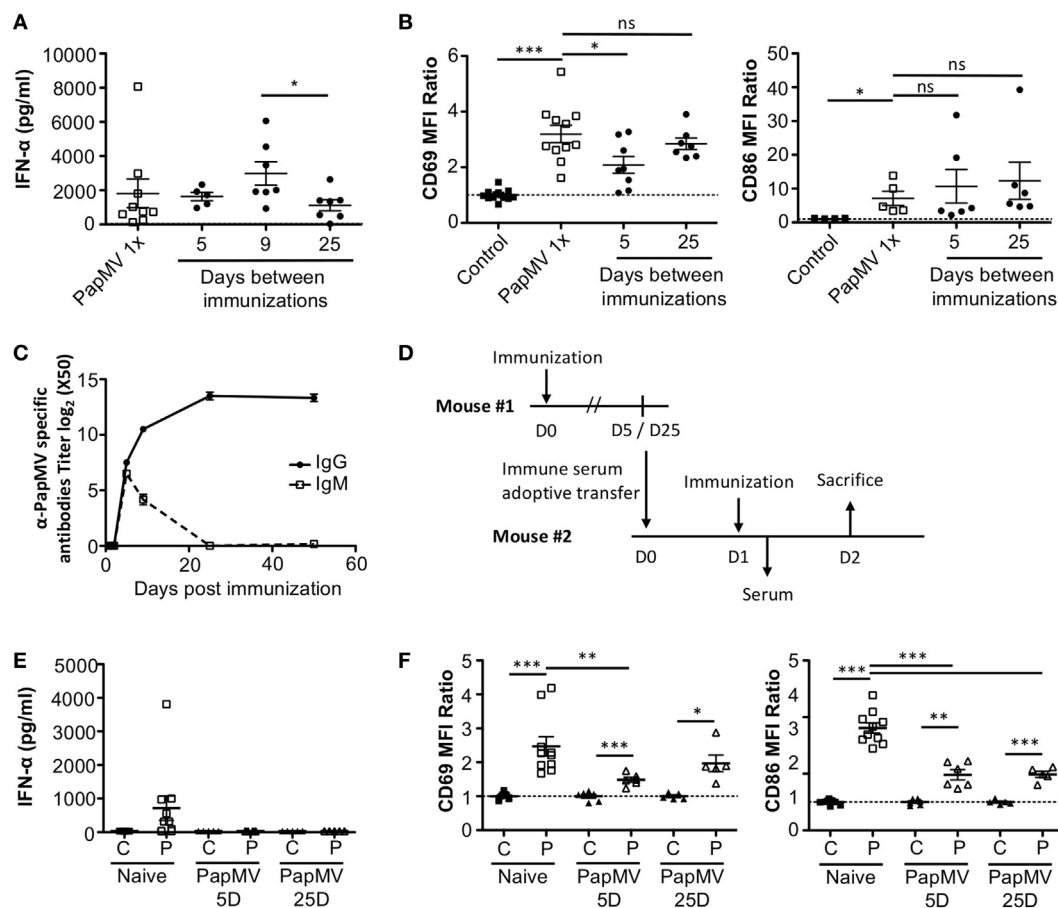 A
IFN-α (pg/ml)
10000
8000
6000
4000
2000
0
*
PapMV 1x
5
9
25
Days between
immunizations
B
CD69 MFI Ratio
6
4
2
0
ns
***
*
Control
PapMV 1x
5
25
Days between
immunizations
CD86 MFI Ratio
50
40
30
20
10
0
ns
*
ns
Control
PapMV 1x
5
25
Days between
immunizations
C
α-PapMV specific
antibodies Titer log₂ (X50)
15
10
5
0
IgG
IgM
0
20
40
60
Days post immunization
D
Immunization
Mouse #1
//
D0
D5 / D25
Immune serum
adoptive transfer
Immunization
Sacrifice
Mouse #2
D0
D1
D2
Serum
E
IFN-α (pg/ml)
5000
4000
3000
2000
1000
0
C P C P C P
Naive
PapMV
5D
PapMV
25D
F
CD69 MFI Ratio
5
4
3
2
1
0
***
**
***
*
C P C P C P
Naive
PapMV
5D
PapMV
25D
CD86 MFI Ratio
5
4
3
2
1
0
***
***
**
***
C P C P C P
Naive
PapMV
5D
PapMV
25D